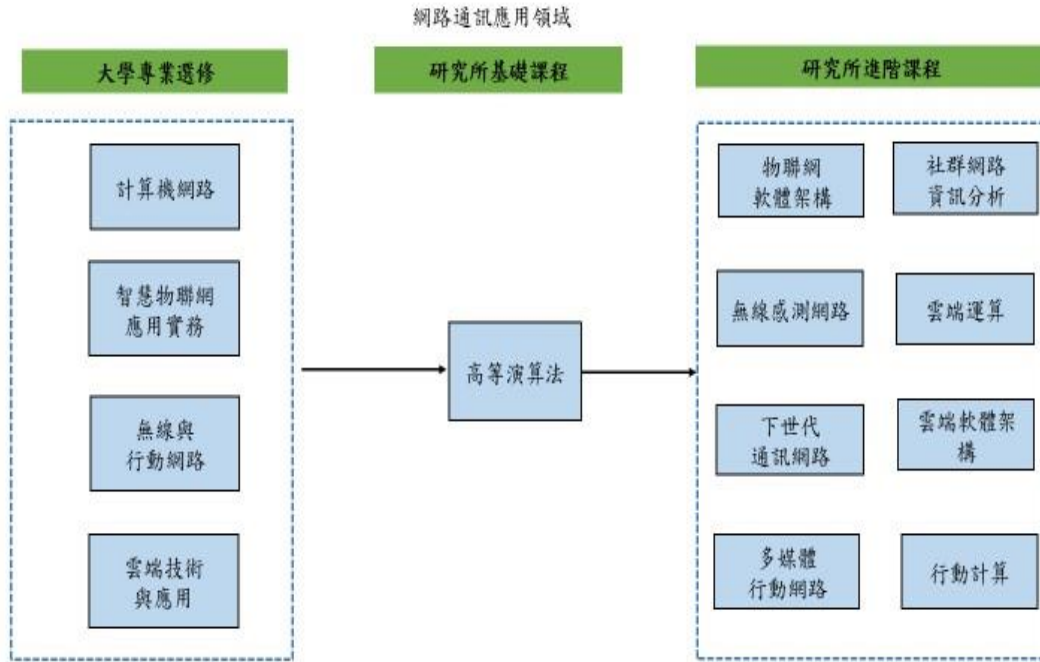 網路通訊應用領域
大學專業選修
研究所基礎課程
研究所進階課程
計算機網路
智慧物聯網
應用實務
無線與
行動網路
雲端技術
與應用
高等演算法
物聯網
軟體架構
社群網路
資訊分析
無線感測網路
雲端運算
下世代
通訊網路
雲端軟體架
構
多媒體
行動網路
行動計算